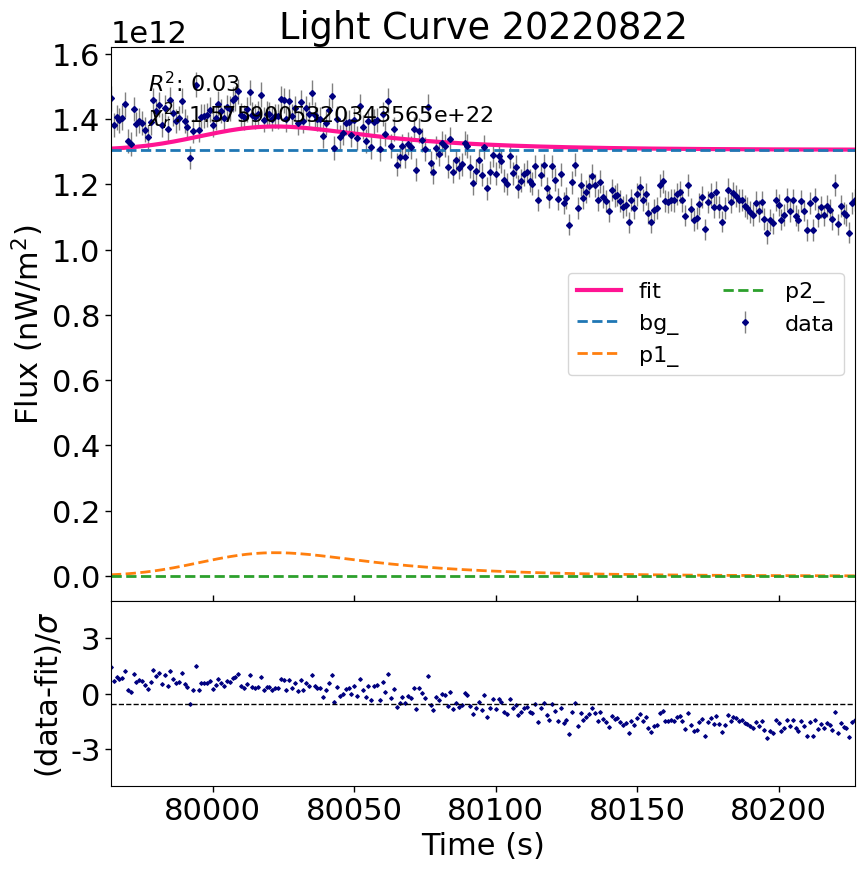 Light Curve 20220822
1e12
R²: 0.03
1.6
1.4
1.2
1.0
0.8
0.6
0.4
0.2
0.0
Flux (nW/m²)
fit
bg_
p1_
p2_
data
3
0
-3
(data-fit)/σ
80000
80050
80100
80150
80200
Time (s)